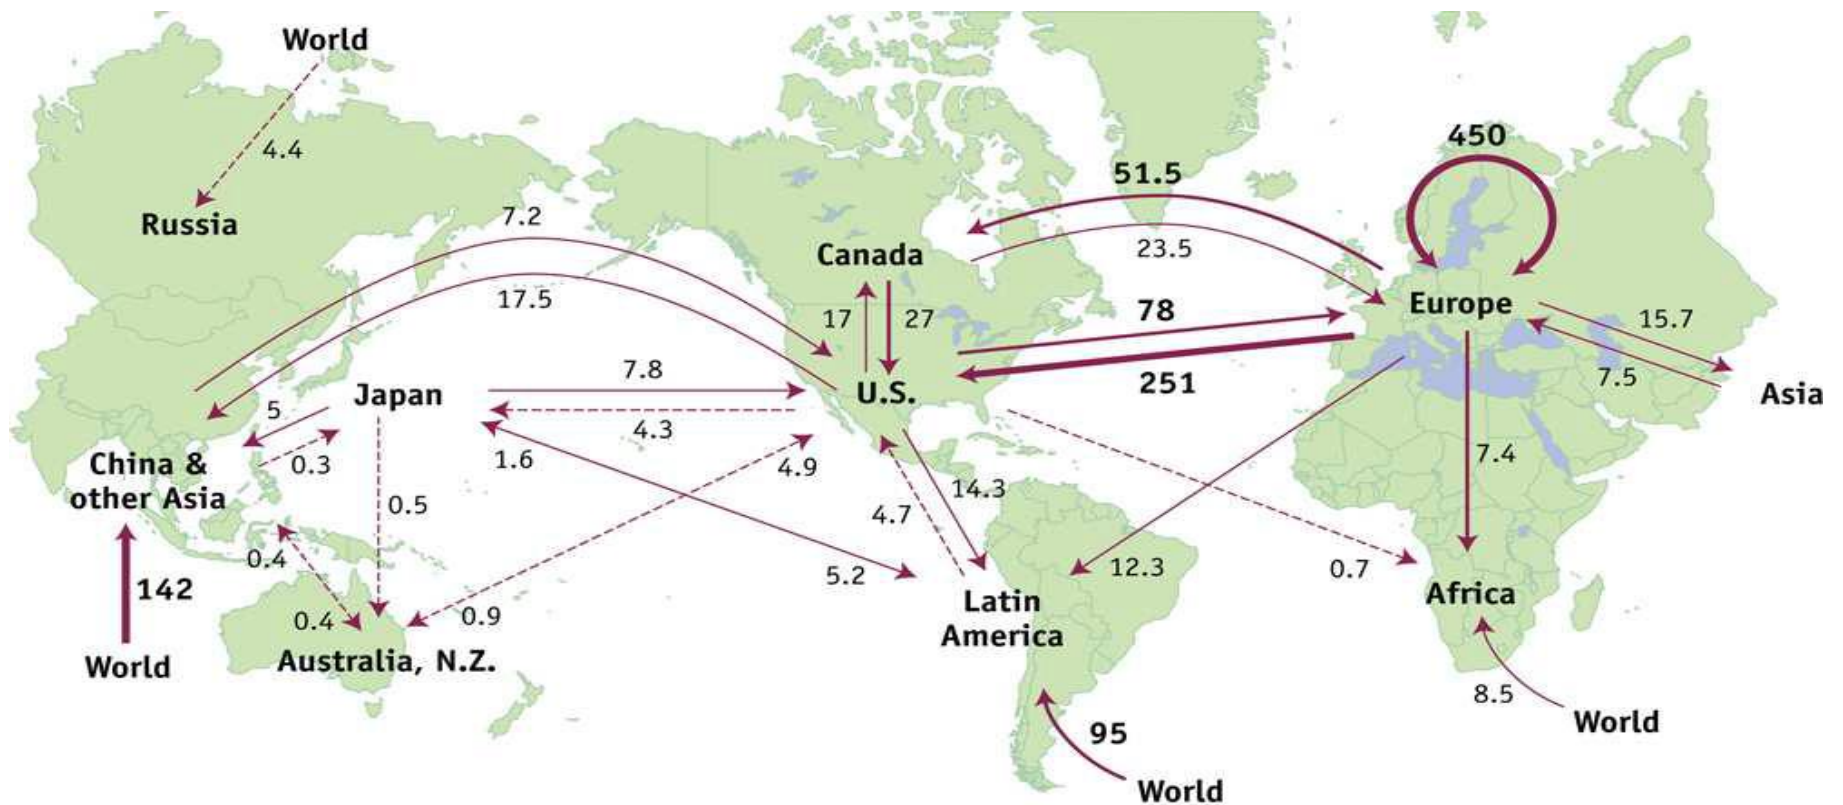 World
4.4
Russia
7.2
17.5
Canada
17
27
51.5
23.5
450
Europe
78
251
15.7
7.5
Asia
Japan
7.8
U.S.
4.3
5
0.3
China &
other Asia
1.6
4.9
0.5
14.3
4.7
7.4
0.4
142
0.4
0.9
5.2
12.3
0.7
Latin
America
Africa
World
Australia, N.Z.
8.5
World
95
World